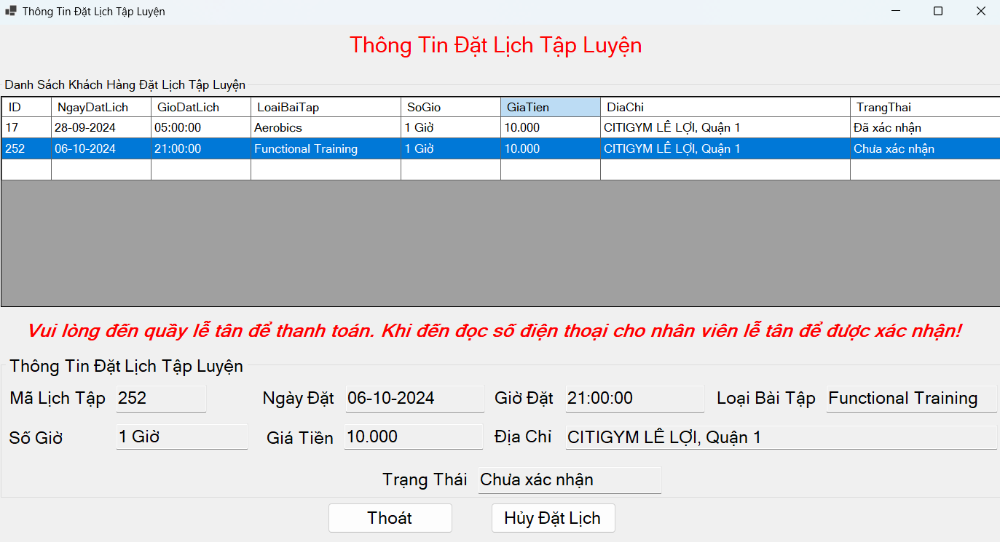 Thông Tin Đặt Lịch Tập Luyện
Thông Tin Đặt Lịch Tập Luyện
Danh Sách Khách Hàng Đặt Lịch Tập Luyện
ID NgayDatLich GioDatLich LoaiBaiTap SoGio GiaTien DiaChi TrangThai
17 28-09-2024 05:00:00 Aerobics 1 Giờ 10.000 CITIGYM LÊ LỢI, Quận 1 Đã xác nhận
252 06-10-2024 21:00:00 Functional Training 1 Giờ 10.000 CITIGYM LÊ LỢI, Quận 1 Chưa xác nhận
Vui lòng đến quầy lễ tân để thanh toán. Khi đến đọc số điện thoại cho nhân viên lễ tân để được xác nhận!
Thông Tin Đặt Lịch Tập Luyện
Mã Lịch Tập 252 Ngày Đặt 06-10-2024 Giờ Đặt 21:00:00 Loại Bài Tập Functional Training
Số Giờ 1 Giờ Giá Tiền 10.000 Địa Chỉ CITIGYM LÊ LỢI, Quận 1
Trạng Thái Chưa xác nhận
Thoát Hủy Đặt Lịch